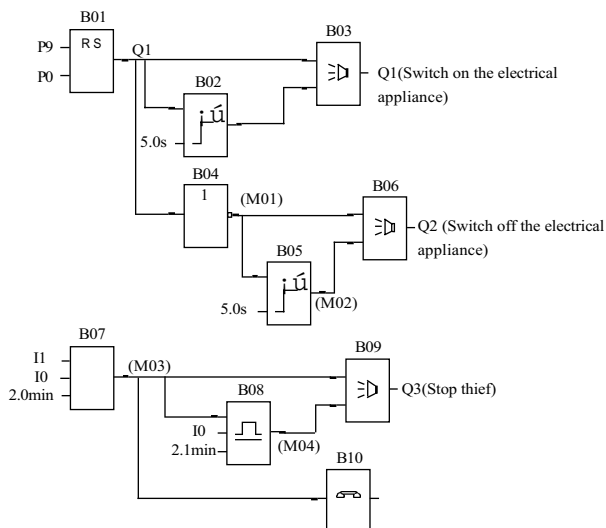 B01
P9
RS
P0
Q1
B02
5.0s
B03
Q1(Switch on the electrical
appliance)
B04
1
(M01)
B05
5.0s
(M02)
B06
Q2 (Switch off the electrical
appliance)
B07
I1
I0
2.0min
(M03)
B08
I0
2.1min
(M04)
B09
Q3(Stop thief)
B10